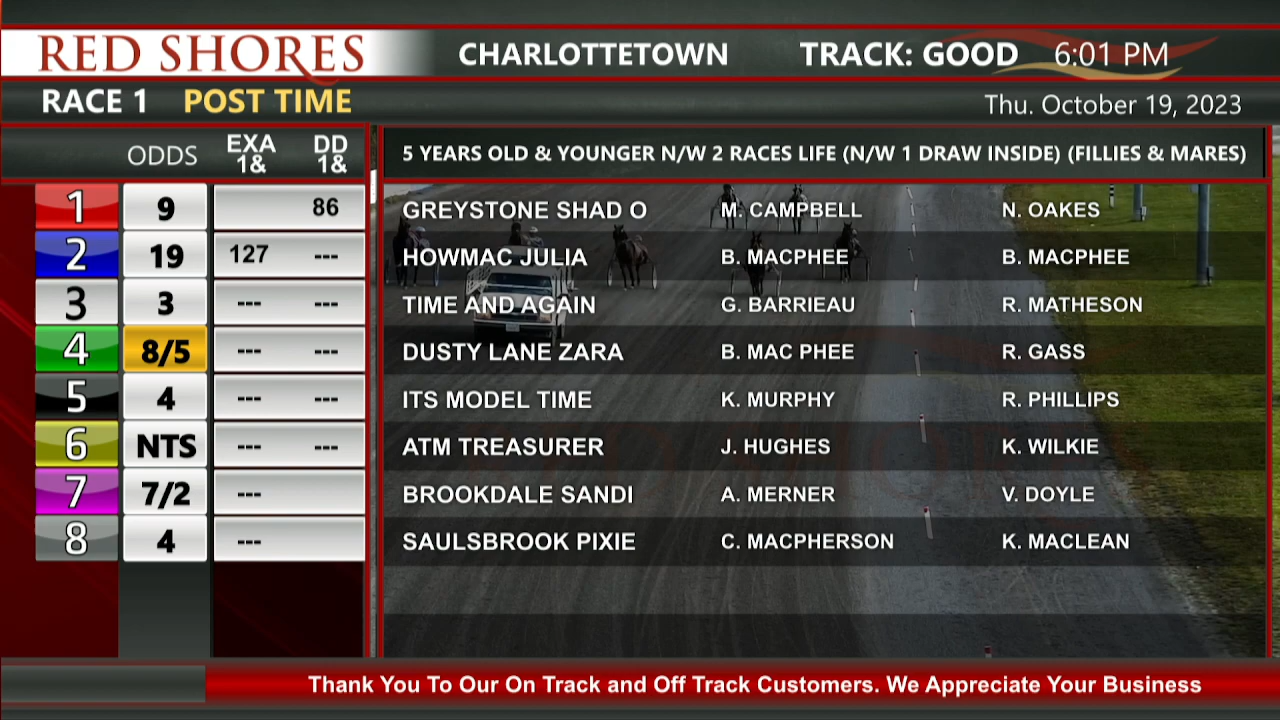 RED SHORES CHARLOTTETOWN TRACK: GOOD 6:01 PM
RACE 1 POST TIME Thu. October 19, 2023
ODDS EXA 1& DD 1& 5 YEARS OLD & YOUNGER N/W 2 RACES LIFE (N/W 1 DRAW INSIDE) (FILLIES & MARES)
1 9 86 GREYSTONE SHAD O M. CAMPBELL N. OAKES
2 19 127 --- HOWMAC JULIA B. MACPHEE B. MACPHEE
3 3 --- --- TIME AND AGAIN G. BARRIEAU R. MATHESON
4 8/5 --- --- DUSTY LANE ZARA B. MAC PHEE R. GASS
5 4 --- --- ITS MODEL TIME K. MURPHY R. PHILLIPS
6 NTS --- --- ATM TREASURER J. HUGHES K. WILKIE
7 7/2 --- BROOKDALE SANDI A. MERNER V. DOYLE
8 4 --- SAULSBROOK PIXIE C. MACPHERSON K. MACLEAN
Thank You To Our On Track and Off Track Customers. We Appreciate Your Business